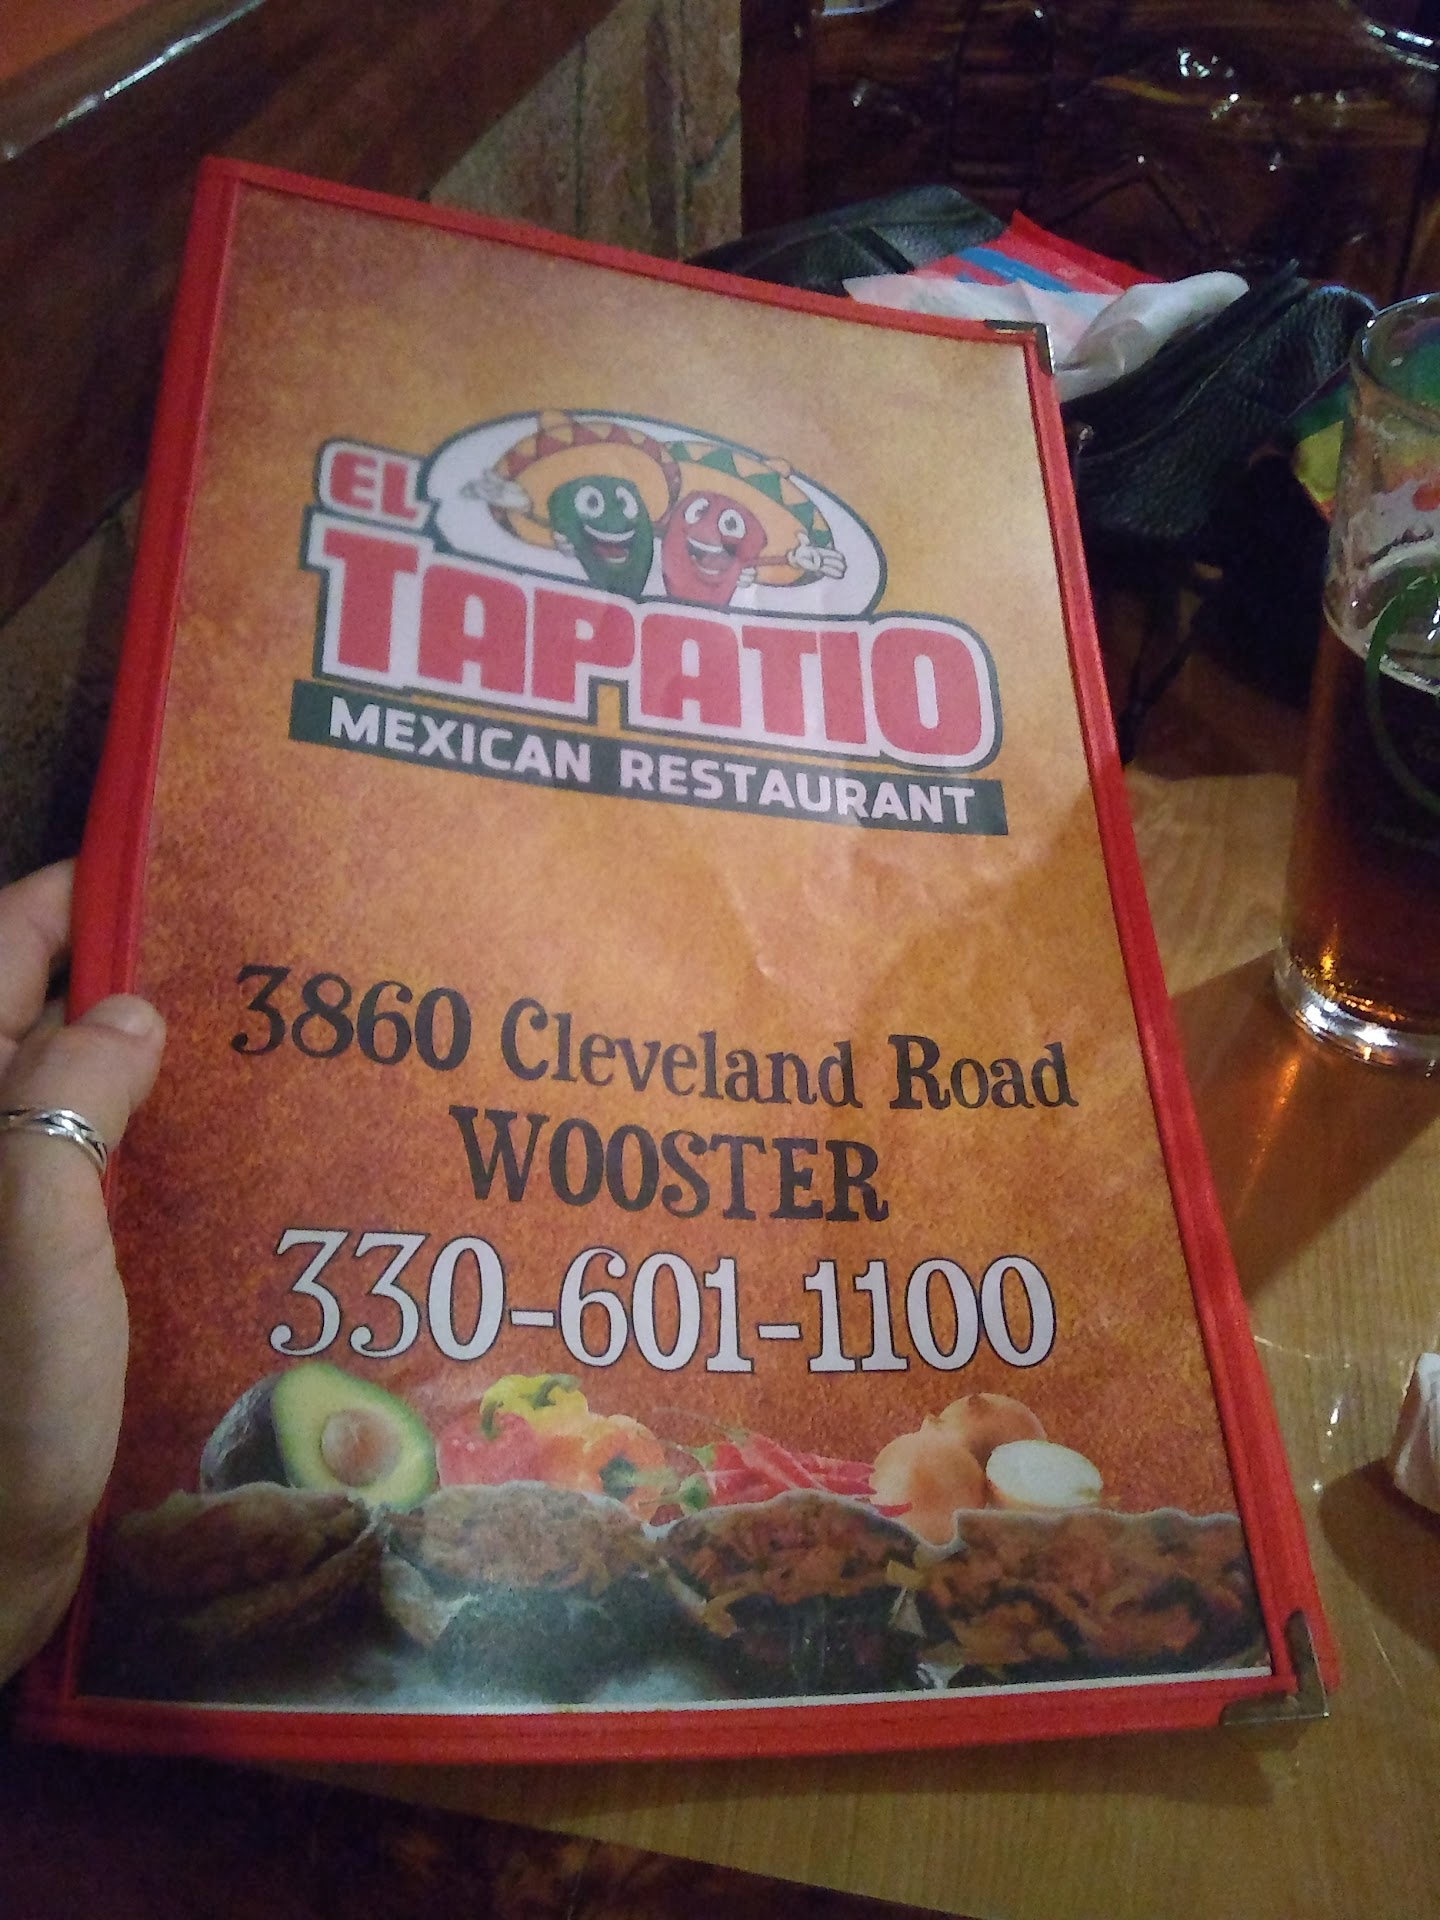 EL
TAPATIO
MEXICAN RESTAURANT
3860 Cleveland Road
WOOSTER
330-601-1100